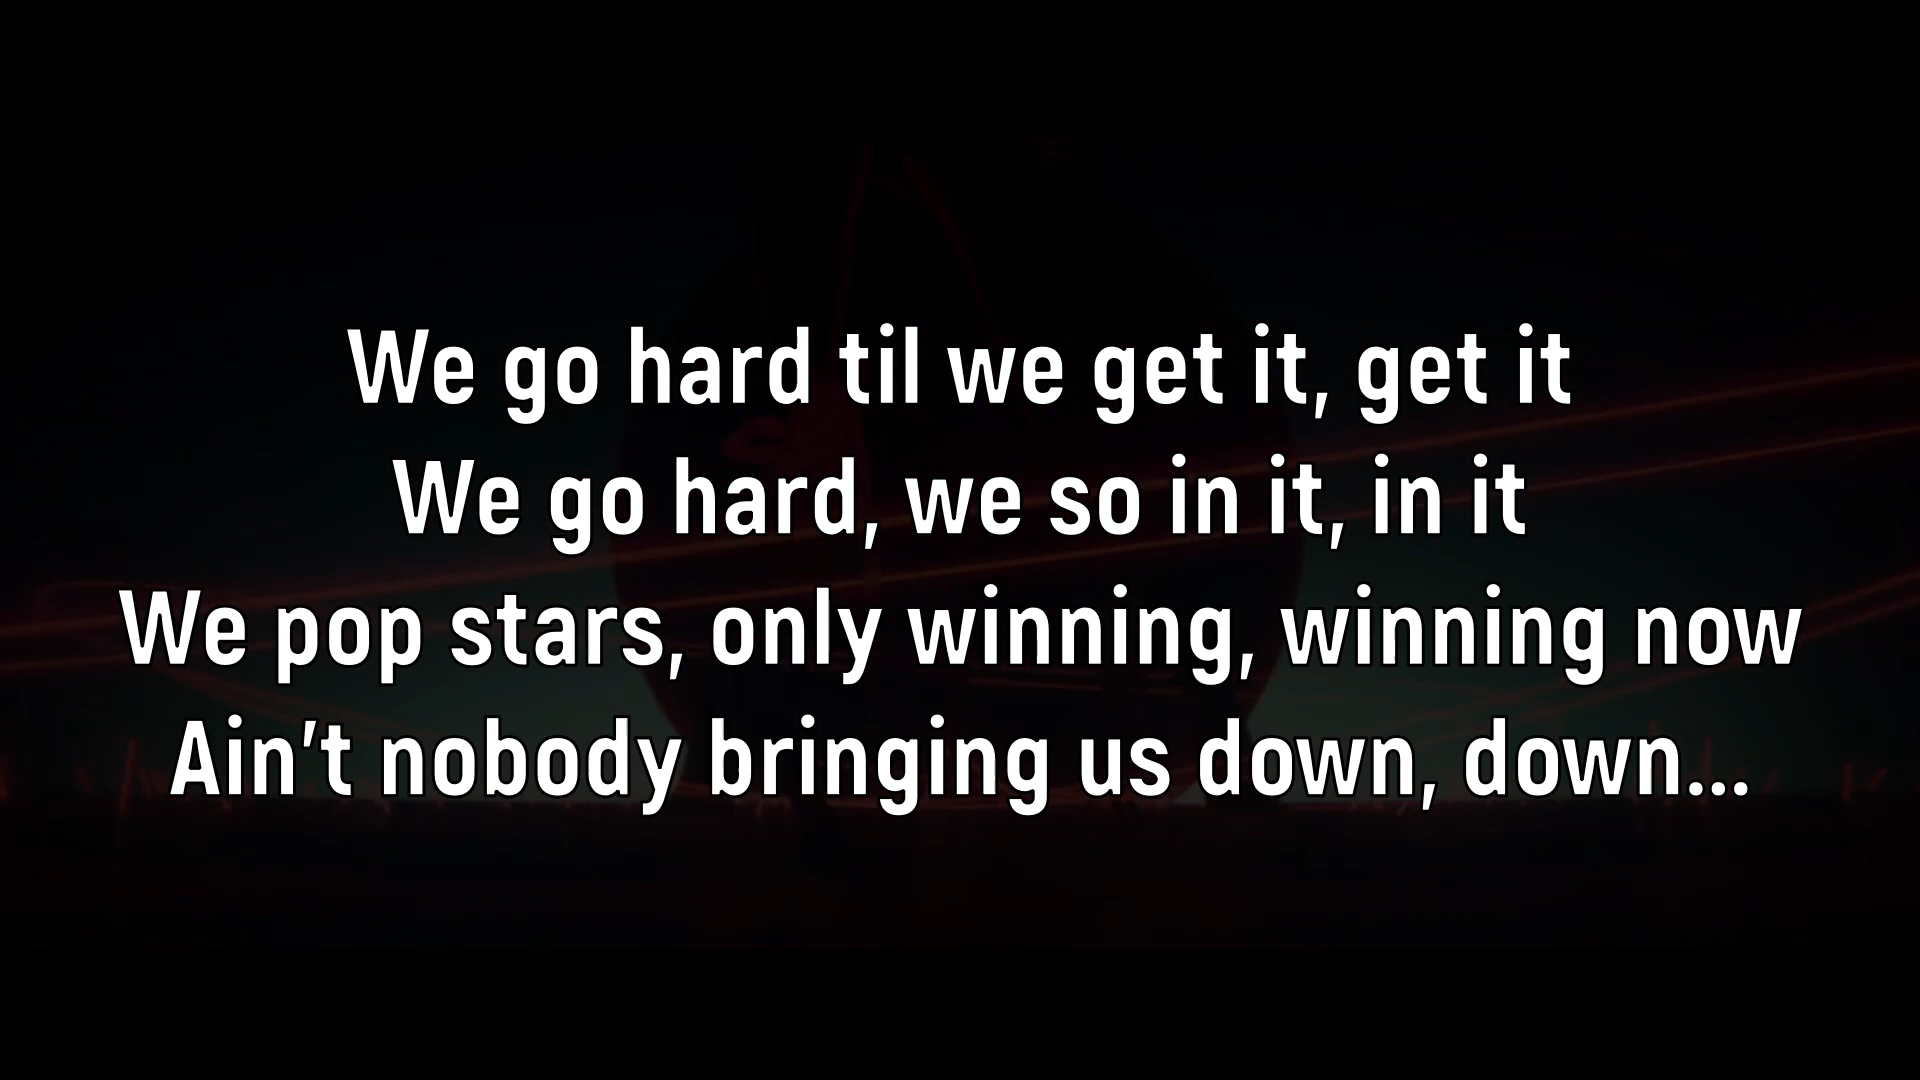 We go hard til we get it, get it
We go hard, we so in it, in it
We pop stars, only winning, winning now
Ain't nobody bringing us down, down...